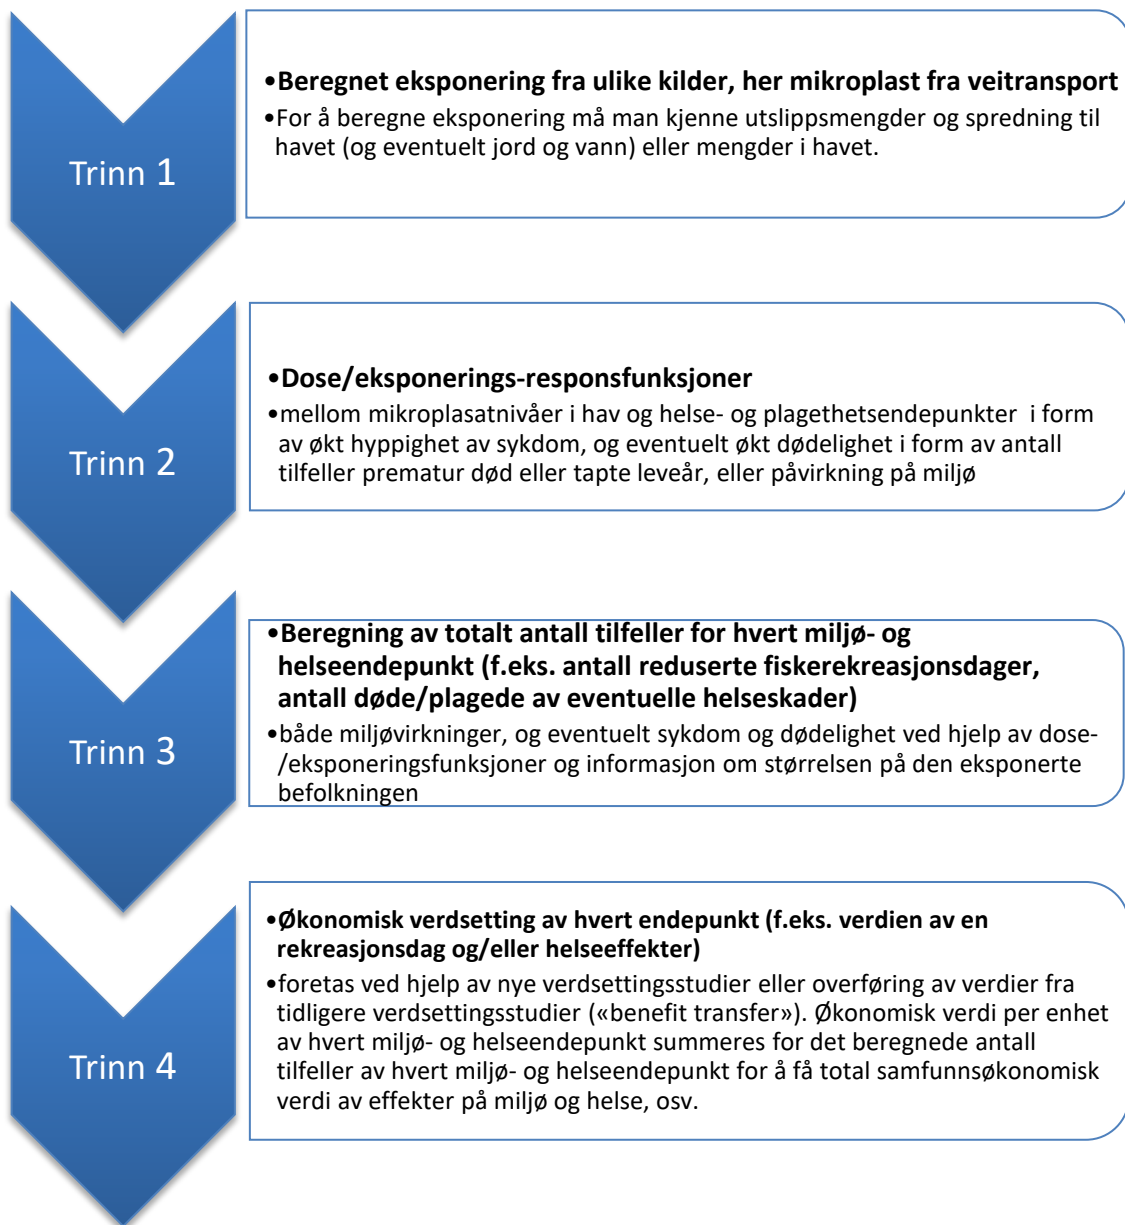 Trinn 1
•Beregnet eksponering fra ulike kilder, her mikroplast fra veitransport
•For å beregne eksponering må man kjenne utslippsmengder og spredning til
havet (og eventuelt jord og vann) eller mengder i havet.
Trinn 2
•Dose/eksponerings-responsfunksjoner
•mellom mikroplasatnivåer i hav og helse- og plagethetsendepunkter i form
av økt hyppighet av sykdom, og eventuelt økt dødelighet i form av antall
tilfeller prematur død eller tapte leveår, eller påvirkning på miljø
Trinn 3
•Beregning av totalt antall tilfeller for hvert miljø- og
helseendepunkt (f.eks. antall reduserte fiskerekreasjonsdager,
antall døde/plagede av eventuelle helseskader)
•både miljøvirkninger, og eventuelt sykdom og dødelighet ved hjelp av dose-
/eksponeringsfunksjoner og informasjon om størrelsen på den eksponerte
befolkningen
Trinn 4
•Økonomisk verdsetting av hvert endepunkt (f.eks. verdien av en
rekreasjonsdag og/eller helseeffekter)
•foretas ved hjelp av nye verdsettingsstudier eller overføring av verdier fra
tidligere verdsettingsstudier («benefit transfer»). Økonomisk verdi per enhet
av hvert miljø- og helseendepunkt summeres for det beregnede antall
tilfeller av hvert miljø- og helseendepunkt for å få total samfunnsøkonomisk
verdi av effekter på miljø og helse, osv.